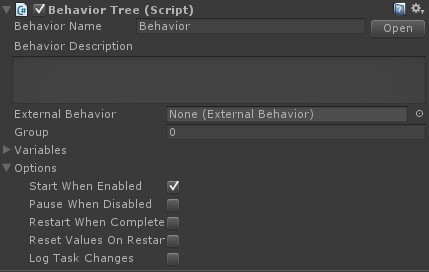 Behavior Tree (Script)
Behavior Name Behavior Open
Behavior Description
External Behavior None (External Behavior)
Group 0
Variables
Options
Start When Enabled
Pause When Disabled
Restart When Complete
Reset Values On Restar
Log Task Changes